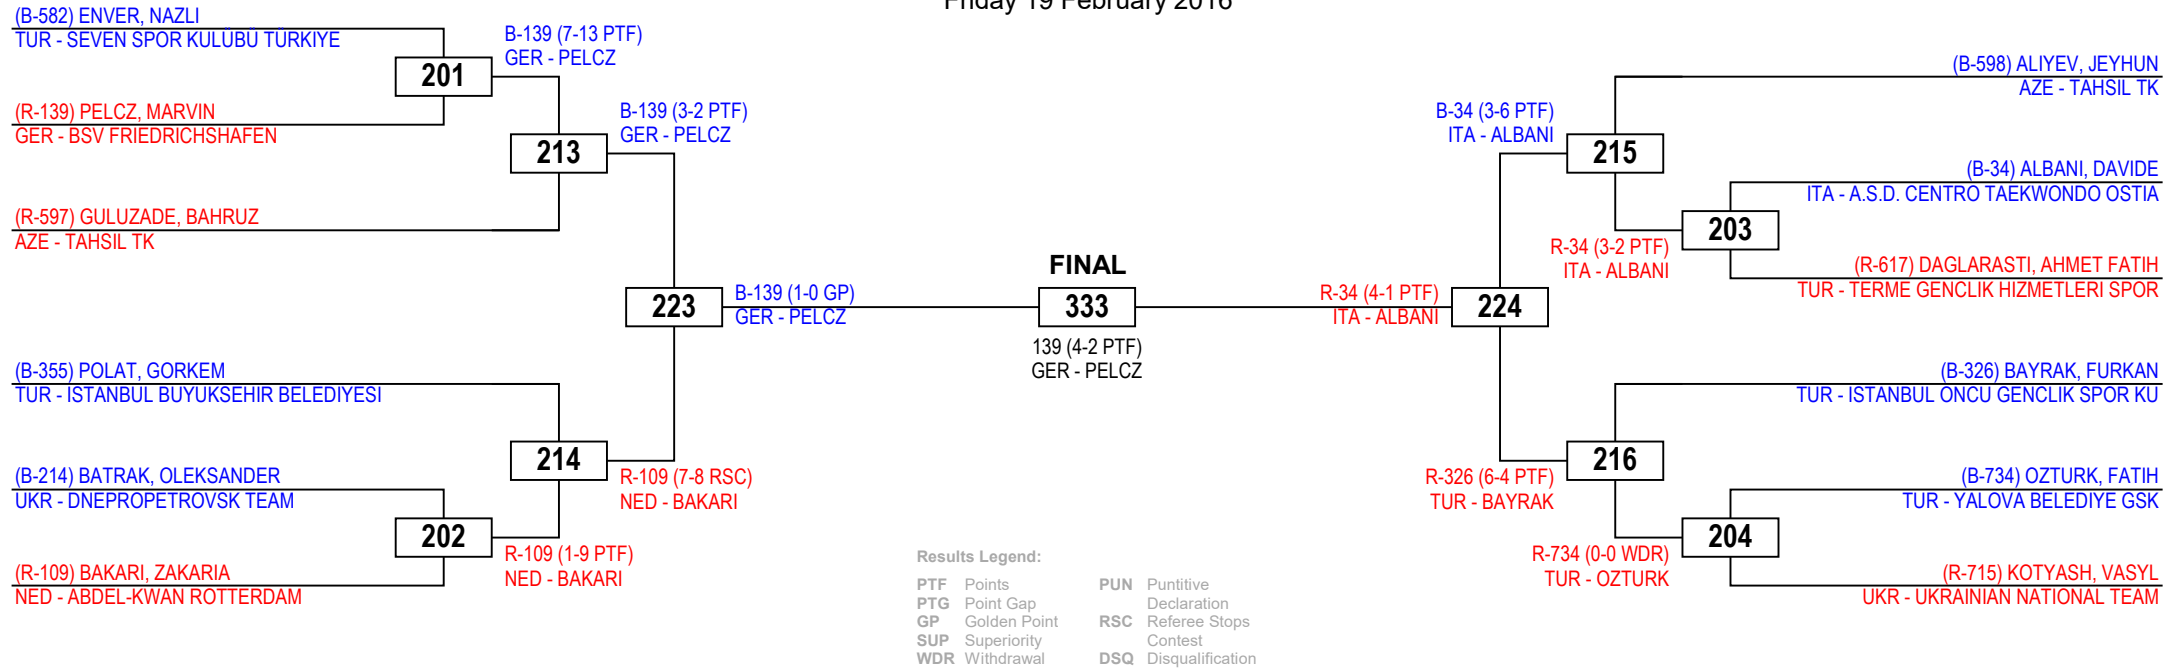 Friday 19 February 2016
(B-582) ENVER, NAZLI
TUR - SEVEN SPOR KULUBU TURKIYE
201
B-139 (7-13 PTF)
GER - PELCZ
(R-139) PELCZ, MARVIN
GER - BSV FRIEDRICHSHAFEN
213
B-139 (3-2 PTF)
GER - PELCZ
(R-597) GULUZADE, BAHRUZ
AZE - TAHSIL TK
223
B-139 (1-0 GP)
GER - PELCZ
(B-355) POLAT, GORKEM
TUR - ISTANBUL BUYUKSEHIR BELEDIYESI
214
R-109 (7-8 RSC)
NED - BAKARI
(B-214) BATRAK, OLEKSANDER
UKR - DNEPROPETROVSK TEAM
202
R-109 (1-9 PTF)
NED - BAKARI
(R-109) BAKARI, ZAKARIA
NED - ABDEL-KWAN ROTTERDAM
FINAL
333
139 (4-2 PTF)
GER - PELCZ
(B-598) ALIYEV, JEYHUN
AZE - TAHSIL TK
B-34 (3-6 PTF)
ITA - ALBANI
215
(B-34) ALBANI, DAVIDE
ITA - A.S.D. CENTRO TAEKWONDO OSTIA
203
R-34 (3-2 PTF)
ITA - ALBANI
(R-617) DAGLARASTI, AHMET FATIH
TUR - TERME GENCLIK HIZMETLERI SPOR
R-34 (4-1 PTF)
ITA - ALBANI
224
(B-326) BAYRAK, FURKAN
TUR - ISTANBUL ONCU GENCLIK SPOR KU
R-326 (6-4 PTF)
TUR - BAYRAK
216
(B-734) OZTURK, FATIH
TUR - YALOVA BELEDIYE GSK
204
R-734 (0-0 WDR)
TUR - OZTURK
(R-715) KOTYASH, VASYL
UKR - UKRAINIAN NATIONAL TEAM
Results Legend:
PTF Points
PTG Point Gap
GP Golden Point
SUP Superiority
WDR Withdrawal
PUN Puntitive
Declaration
RSC Referee Stops
Contest
DSQ Disqualification